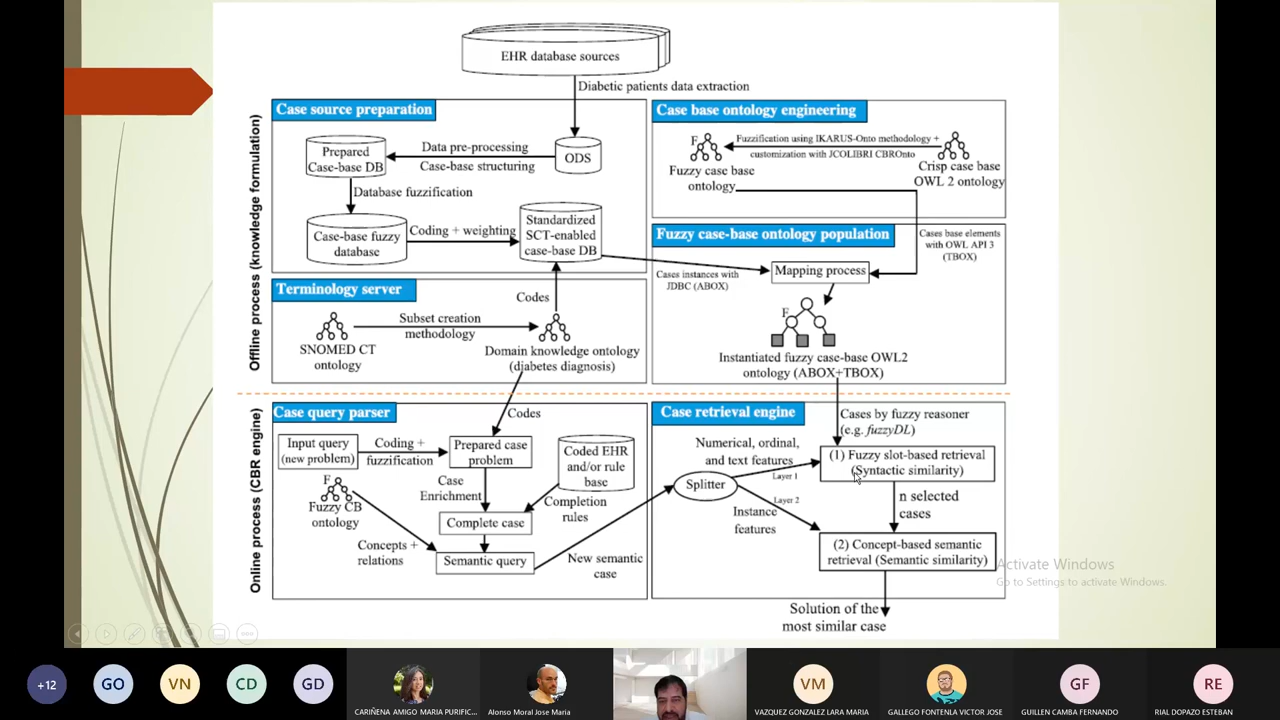 EHR database sources
Diabetic patients data extraction
Offline process (knowledge formulation)
Case source preparation
Prepared
Case-base DB
Data pre-processing
Case-base structuring
ODS
Database fuzzification
Case-base fuzzy
database
Coding + weighting
Standardized
SCT-enabled
case-base DB
Case base ontology engineering
F
Fuzzy case base
ontology
Fuzzification using IKARUS-Onto methodology +
customization with JCOLIBRI CBROnto
Crisp case base
OWL 2 ontology
Terminology server
SNOMED CT
ontology
Subset creation
methodology
Codes
Domain knowledge ontology
(diabetes diagnosis)
Fuzzy case-base ontology population
Cases base elements
with OWL API 3
(TBOX)
Cases instances with
JDBC (ABOX)
Mapping process
F
Instantiated fuzzy case-base OWL2
ontology (ABOX+TBOX)
Online process (CBR engine)
Case query parser
Codes
Input query
(new problem)
Coding +
fuzzification
Prepared case
problem
Coded EHR
and/or rule
base
F
Fuzzy CB
ontology
Case
Enrichment
Completion
rules
Complete case
Concepts +
relations
Semantic query
New semantic
case
Case retrieval engine
Cases by fuzzy reasoner
(e.g. fuzzyDL)
Numerical, ordinal,
and text features
Layer 1
Splitter
Layer 2
Instance
features
(1) Fuzzy slot-based retrieval
(Syntactic similarity)
n selected
cases
(2) Concept-based semantic
retrieval (Semantic similarity)
Solution of the
most similar case
Activate Windows
Go to Settings to activate Windows.
+12
GO
VN
CD
GD
CARIÑENA AMIGO MARIA PURIFIC...
Alonso Moral Jose Maria
VM
VAZQUEZ GONZALEZ LARA MARIA
GALLEGO FONTENLA VICTOR JOSE
GF
GUILLEN CAMBA FERNANDO
RE
RIAL DOPAZO ESTEBAN